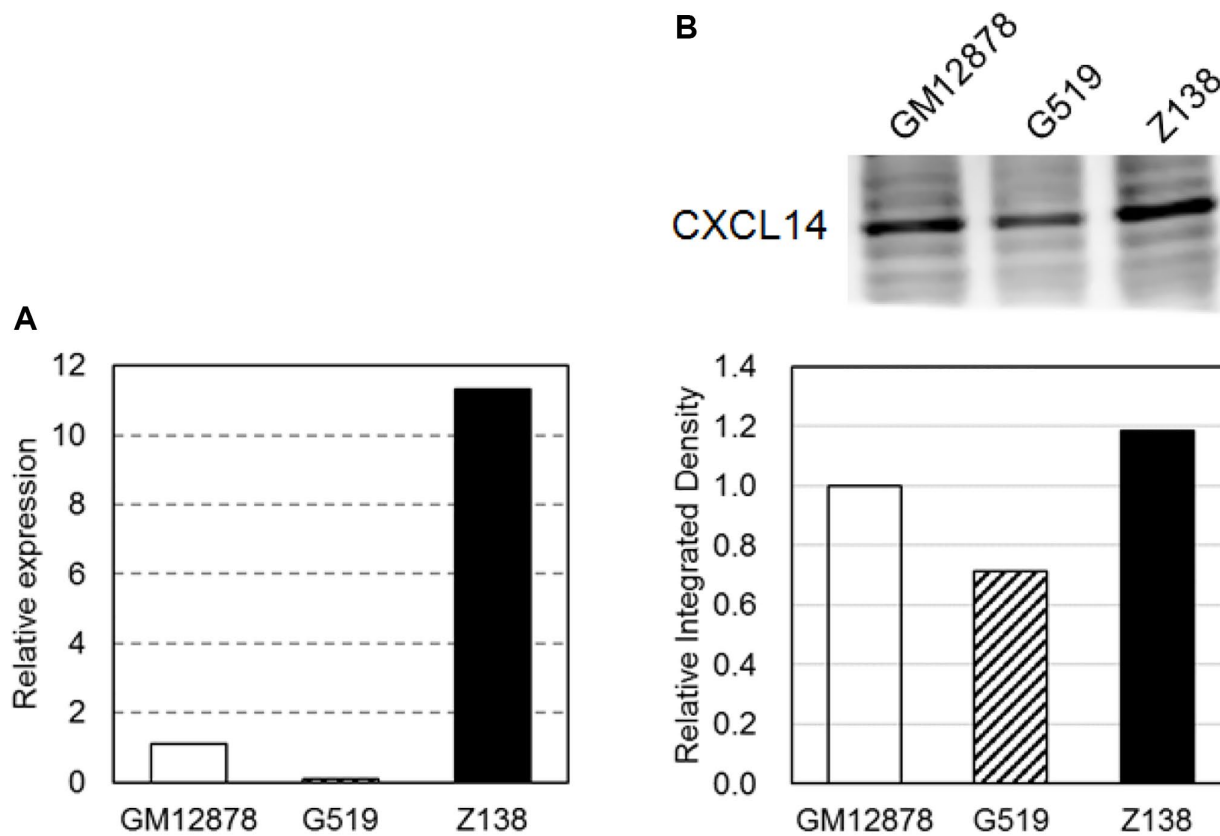 B
GM12878
G519
Z138
CXCL14
A
12
10
8
6
4
2
0
Relative expression
GM12878 G519 Z138
1.4
1.2
1.0
0.8
0.6
0.4
0.2
0.0
Relative Integrated Density
GM12878 G519 Z138